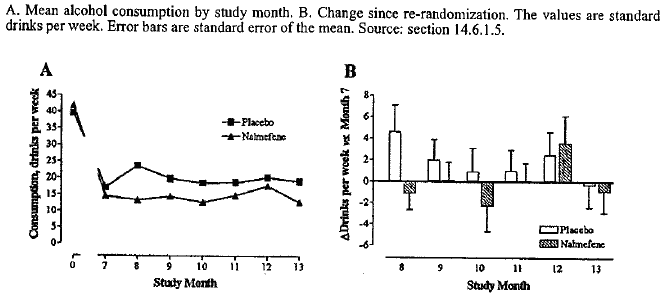 A. Mean alcohol consumption by study month. B. Change since re-randomization. The values are standard
drinks per week. Error bars are standard error of the mean. Source: section 14.6.1.5.
A
B
Consumption, drinks per week
45
40
35
30
25
20
15
10
5
0
Placebo
Nalmefene
0 7 8 9 10 11 12 13
Study Month
ΔDrinks per week vs Month 7
8
6
4
2
0
-2
-4
-6
Placebo
Nalmefene
8 9 10 11 12 13
Study Month